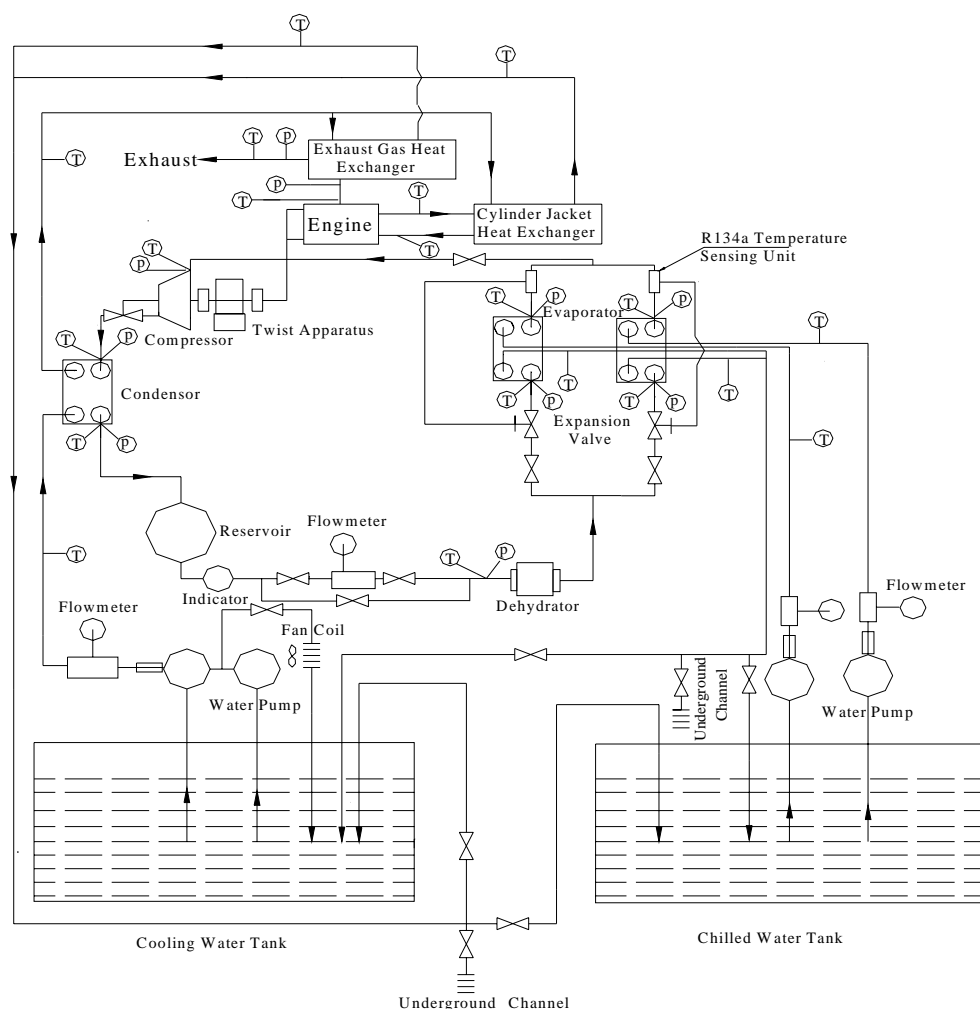 T
T
T
Exhaust
T
P
Exhaust Gas Heat
Exchanger
P
T
Engine
T
T
Cylinder Jacket
Heat Exchanger
R134a Temperature
Sensing Unit
T
P
Compressor
Twist Apparatus
T
P
Evaporator
T
P
T
T
P
Condensor
T
P
T
T
P
T
P
T
Expansion
Valve
T
Reservoir
Indicator
Flowmeter
T
P
Dehydrator
T
Flowmeter
Fan Coil
Water Pump
Underground
Channel
Flowmeter
Water Pump
Cooling Water Tank
Chilled Water Tank
Underground Channel